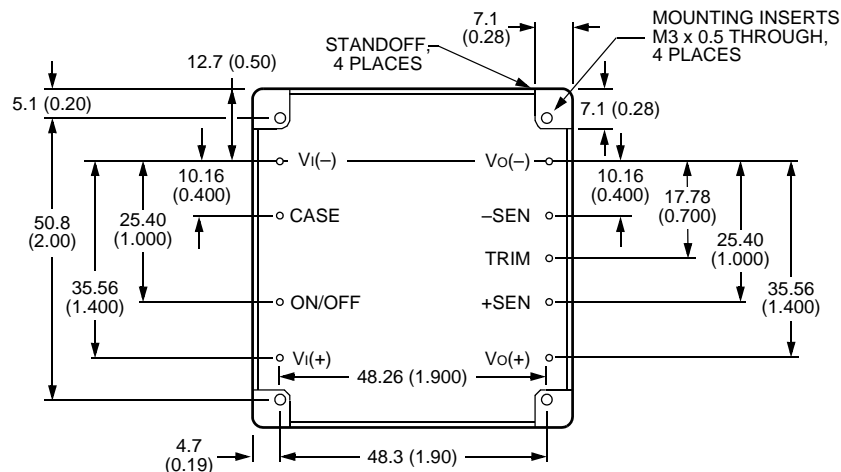 7.1
(0.28)
MOUNTING INSERTS
M3 x 0.5 THROUGH,
4 PLACES
STANDOFF,
4 PLACES
12.7 (0.50)
5.1 (0.20)
7.1 (0.28)
VI(–)
VO(–)
10.16
(0.400)
10.16
(0.400)
17.78
(0.700)
CASE
–SEN
50.8
(2.00)
25.40
(1.000)
25.40
(1.000)
TRIM
35.56
(1.400)
35.56
(1.400)
ON/OFF
+SEN
VI(+)
VO(+)
48.26 (1.900)
4.7
(0.19)
48.3 (1.90)